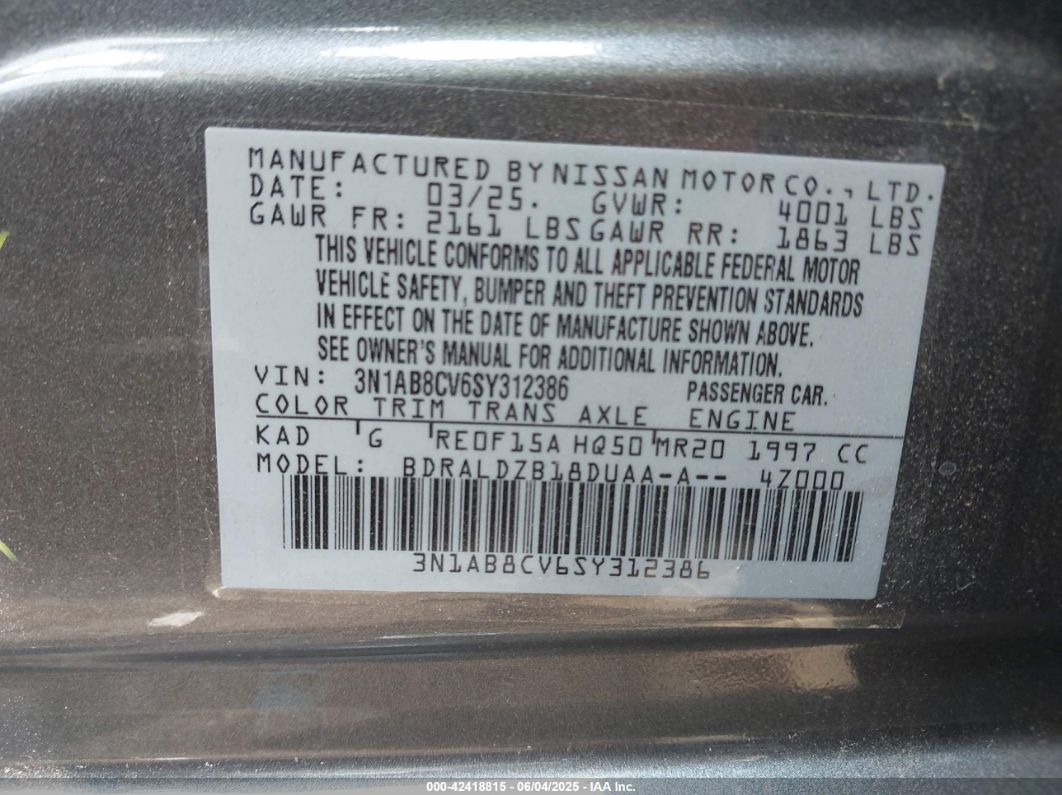 MANUFACTURED BY NISSAN MOTOR CO., LTD.
DATE: 03/25. GVWR: 4001 LBS
GAWR FR: 2161 LBS GAWR RR: 1863 LBS
THIS VEHICLE CONFORMS TO ALL APPLICABLE FEDERAL MOTOR
VEHICLE SAFETY, BUMPER AND THEFT PREVENTION STANDARDS
IN EFFECT ON THE DATE OF MANUFACTURE SHOWN ABOVE.
SEE OWNER'S MANUAL FOR ADDITIONAL INFORMATION.
VIN: 3N1AB8CV6SY312386 PASSENGER CAR.
COLOR TRIM TRANS AXLE ENGINE
KAD G RE0F15A HQ50 MR20 1997 CC
MODEL: BDRALDZB18DUAA-A-- 4Z000
3N1AB8CV6SY312386
000-42418815 - 06/04/2025 - IAA Inc.